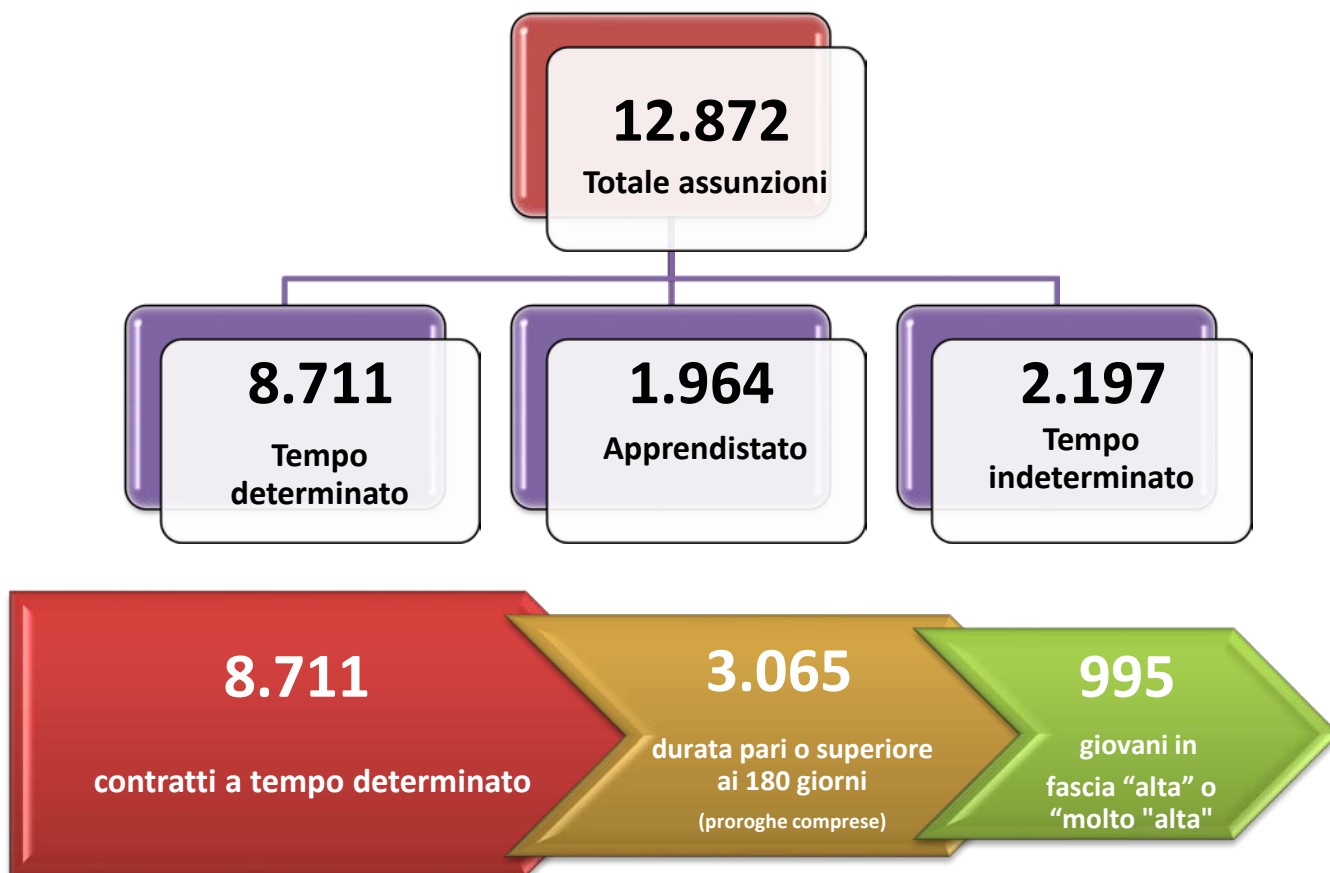 12.872
Totale assunzioni
8.711
Tempo
determinato
1.964
Apprendistato
2.197
Tempo
indeterminato
8.711
contratti a tempo determinato
3.065
durata pari o superiore
ai 180 giorni
(proroghe comprese)
995
giovani in
fascia “alta” o
“molto "alta"